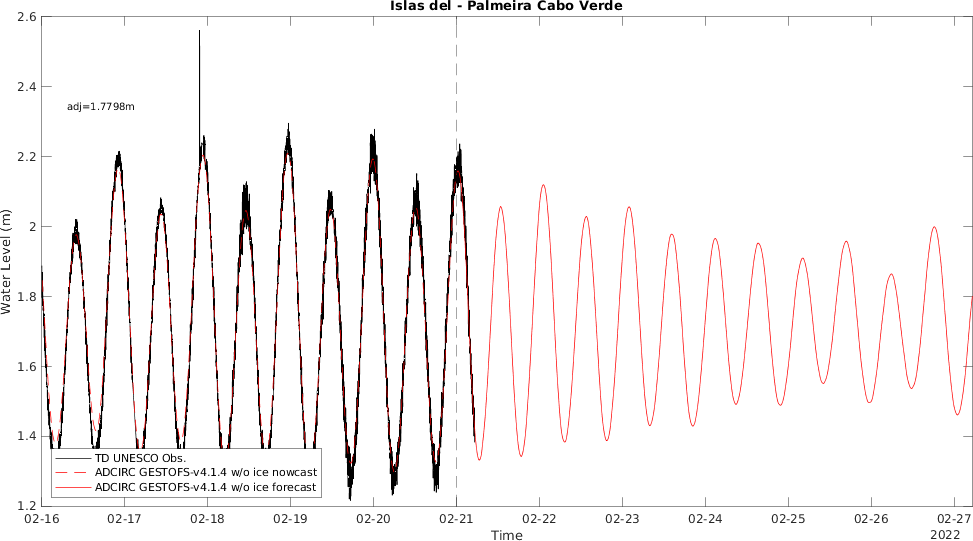 Islas del - Palmeira Cabo Verde
2.6
2.4
2.2
2
1.8
1.6
1.4
1.2
Water Level (m)
adj=1.7798m
TD UNESCO Obs.
ADCIRC GESTOFS-v4.1.4 w/o ice nowcast
ADCIRC GESTOFS-v4.1.4 w/o ice forecast
02-16 02-17 02-18 02-19 02-20 02-21 02-22 02-23 02-24 02-25 02-26 02-27
Time
2022